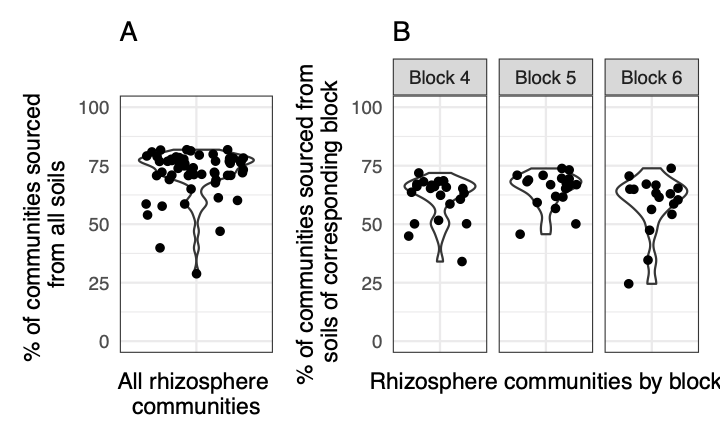 A
% of communities sourced
from all soils
100
75
50
25
0
All rhizosphere
communities
B
% of communities sourced from
soils of corresponding block
Block 4
Block 5
Block 6
100
75
50
25
0
Rhizosphere communities by block